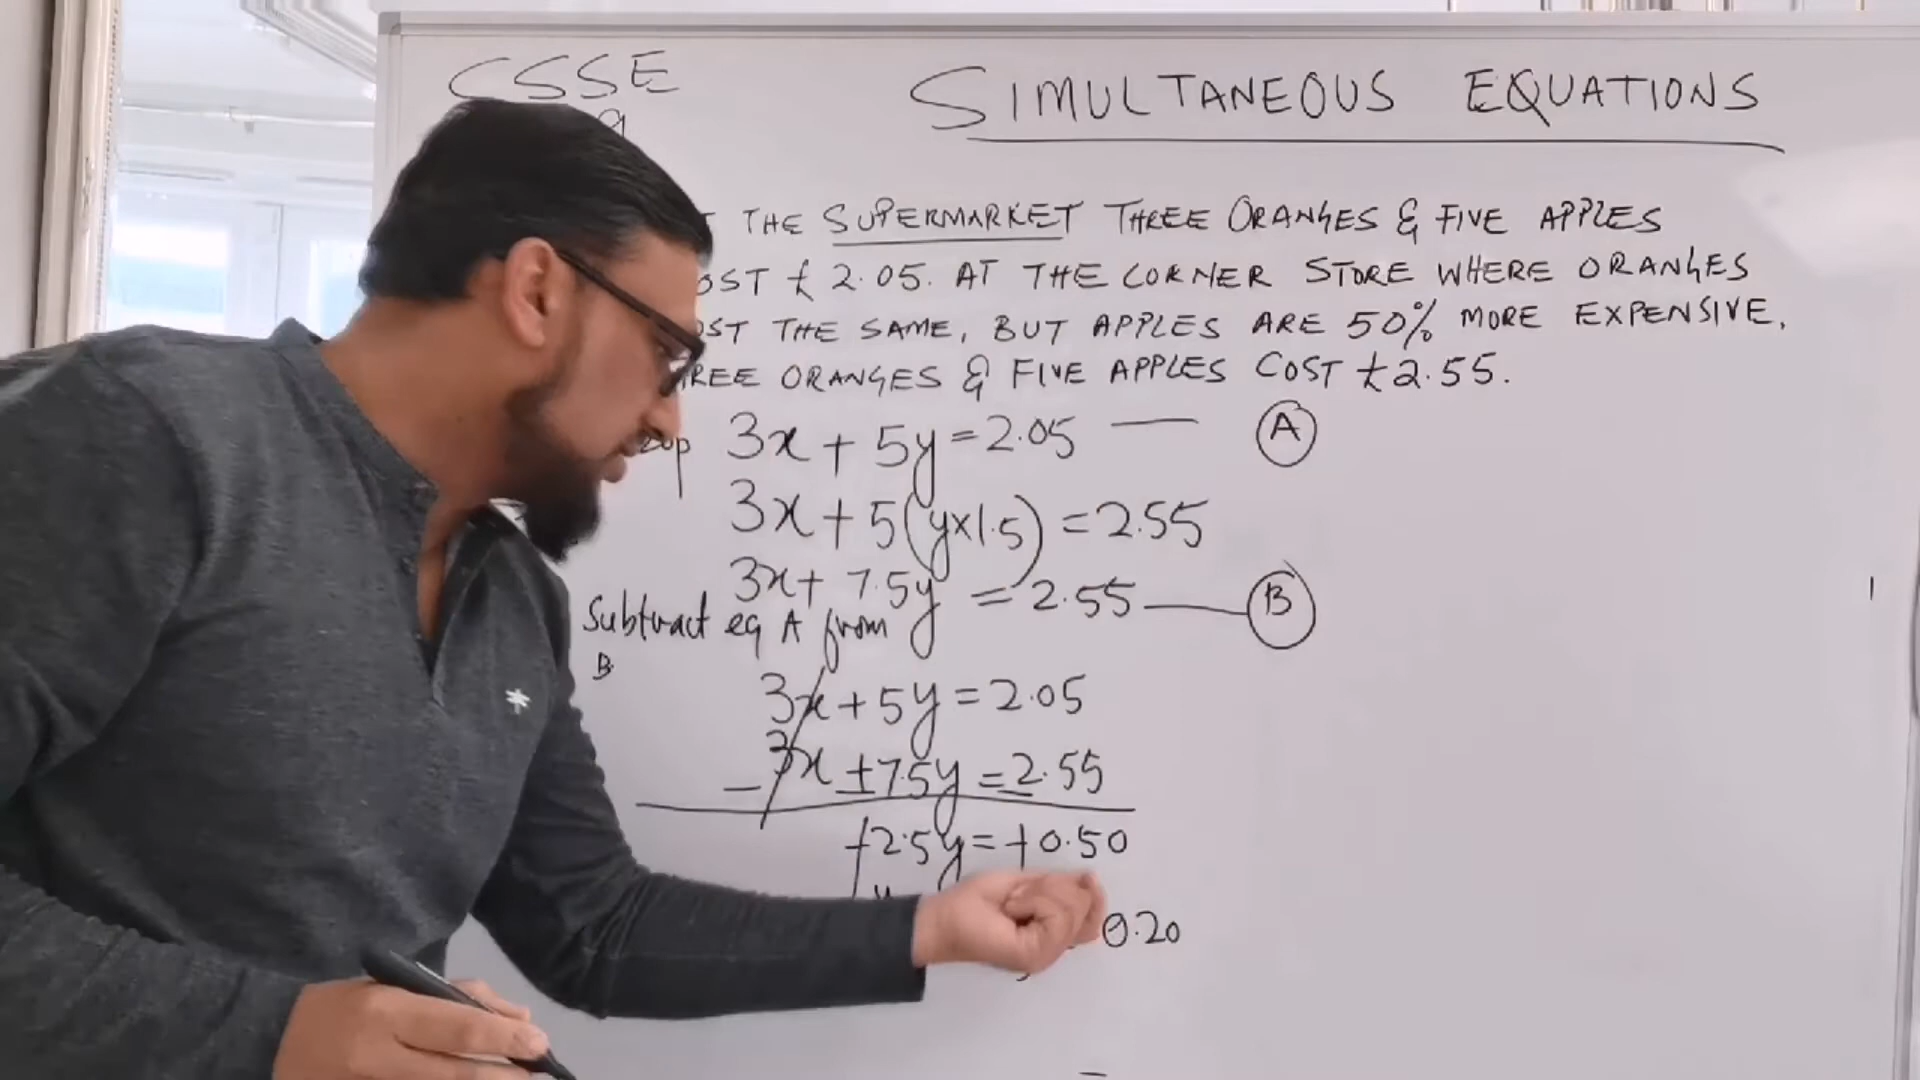 CSSE
SIMULTANEOUS EQUATIONS
THE SUPERMARKET THREE ORANGES & FIVE APPLES
OST £2.05. AT THE CORNER STORE WHERE ORANGES
OST THE SAME, BUT APPLES ARE 50% MORE EXPENSIVE,
REE ORANGES & FIVE APPLES COST £2.55.
20p 3x + 5y = 2.05 — A
3x + 5(y×1.5) = 2.55
3x + 7.5y = 2.55 — B
Subtract eq A from
B.
3x + 5y = 2.05
- 3x ± 7.5y = 2.55
+2.5y = +0.50
0.20